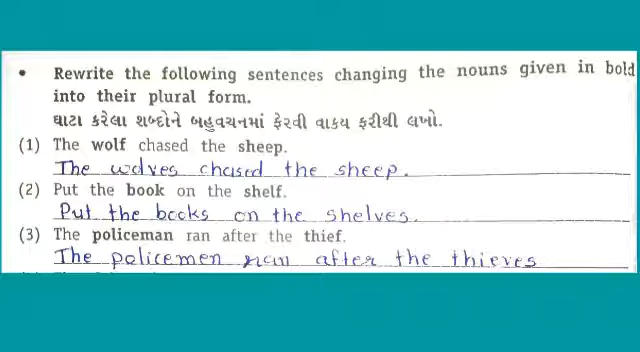 • Rewrite the following sentences changing the nouns given in bold
into their plural form.
ઘાટા કરેલા શબ્દોને બહુવચનમાં ફેરવી વાક્ય ફરીથી લખો.
(1) The wolf chased the sheep.
The wolves chased the sheep.
(2) Put the book on the shelf.
Put the books on the shelves.
(3) The policeman ran after the thief.
The policemen ran after the thieves